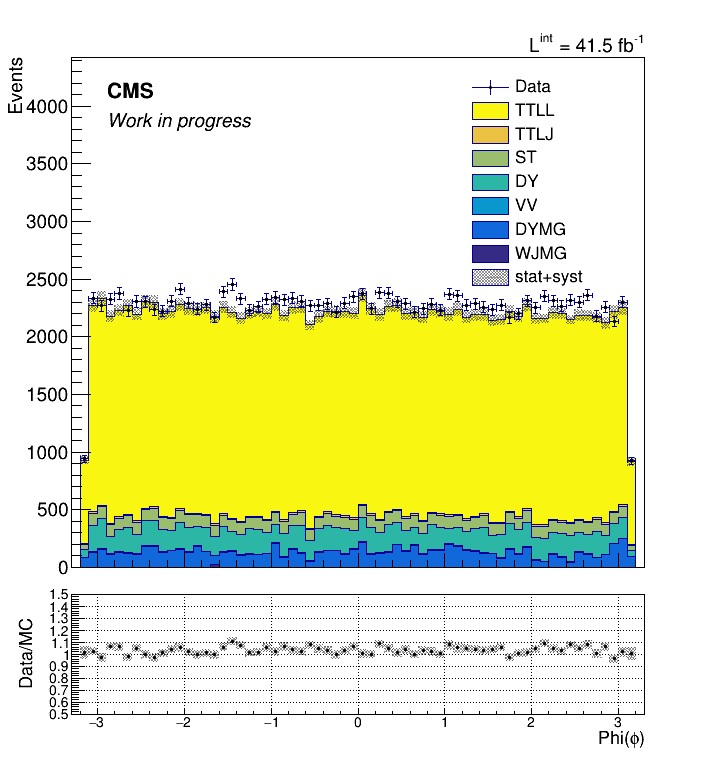 L^int = 41.5 fb^-1
Events
CMS
Work in progress
Data
TTLL
TTLJ
ST
DY
VV
DYMG
WJMG
stat+syst
4000
3500
3000
2500
2000
1500
1000
500
0
Data/MC
1.5
1.4
1.3
1.2
1.1
1
0.9
0.8
0.7
0.6
0.5
−3 −2 −1 0 1 2 3
Phi(ϕ)